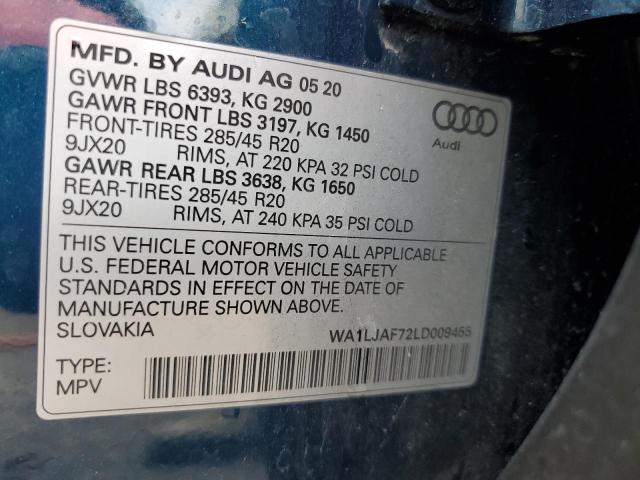 MFD. BY AUDI AG 05 20
GVWR LBS 6393, KG 2900
GAWR FRONT LBS 3197, KG 1450
FRONT-TIRES 285/45 R20
9JX20 RIMS, AT 220 KPA 32 PSI COLD
GAWR REAR LBS 3638, KG 1650
REAR-TIRES 285/45 R20
9JX20 RIMS, AT 240 KPA 35 PSI COLD
Audi
THIS VEHICLE CONFORMS TO ALL APPLICABLE
U.S. FEDERAL MOTOR VEHICLE SAFETY
STANDARDS IN EFFECT ON THE DATE OF
MANUFACTURE SHOWN ABOVE.
SLOVAKIA
WA1LJAF72LD009455
TYPE:
MPV